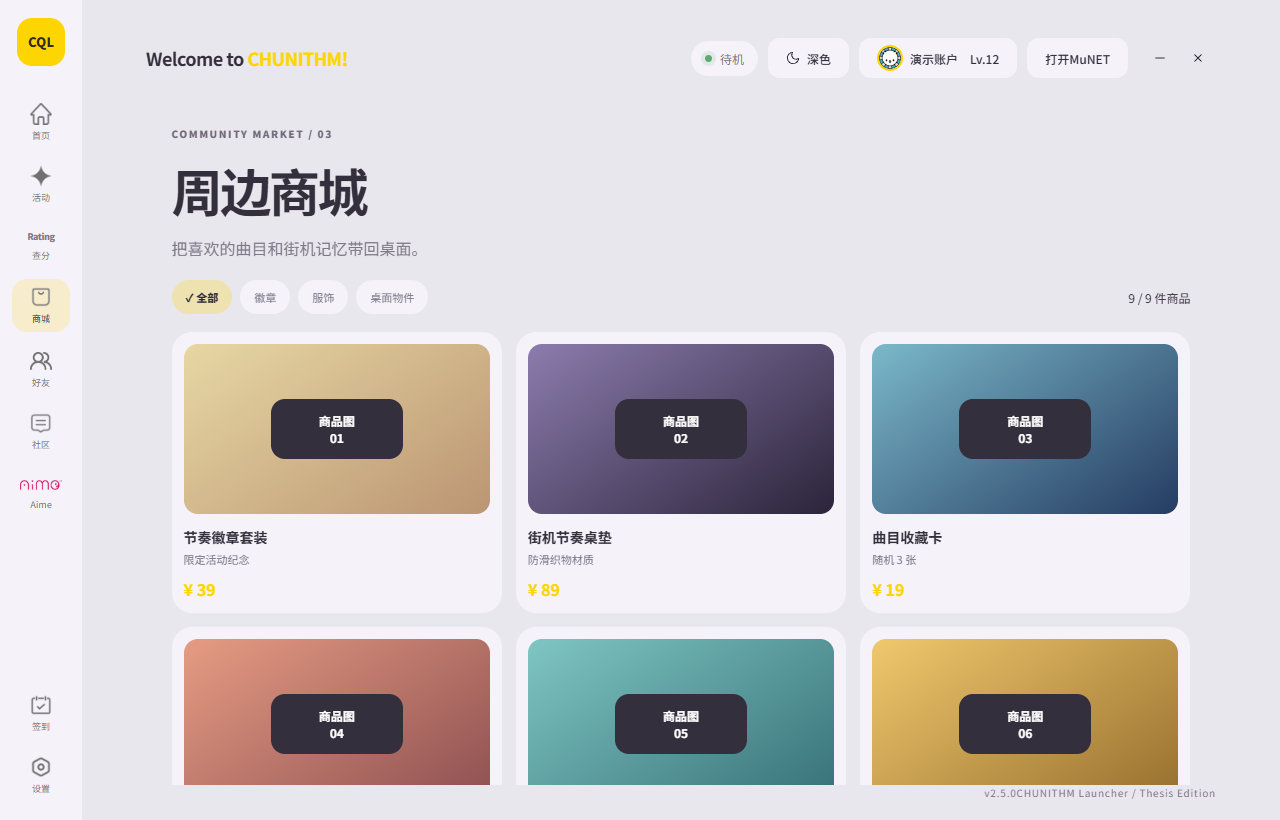 CQL
首页
活动
Rating
查分
商城
好友
社区
Aime
Aime
签到
设置
Welcome to CHUNITHM!
待机
深色
演示账户 Lv.12
打开MuNET
COMMUNITY MARKET / 03
周边商城
把喜欢的曲目和街机记忆带回桌面。
✓ 全部
徽章
服饰
桌面物件
9 / 9 件商品
商品图
01
节奏徽章套装
限定活动纪念
¥ 39
商品图
02
街机节奏桌垫
防滑织物材质
¥ 89
商品图
03
曲目收藏卡
随机 3 张
¥ 19
商品图
04
商品图
05
商品图
06
v2.5.0CHUNITHM Launcher / Thesis Edition